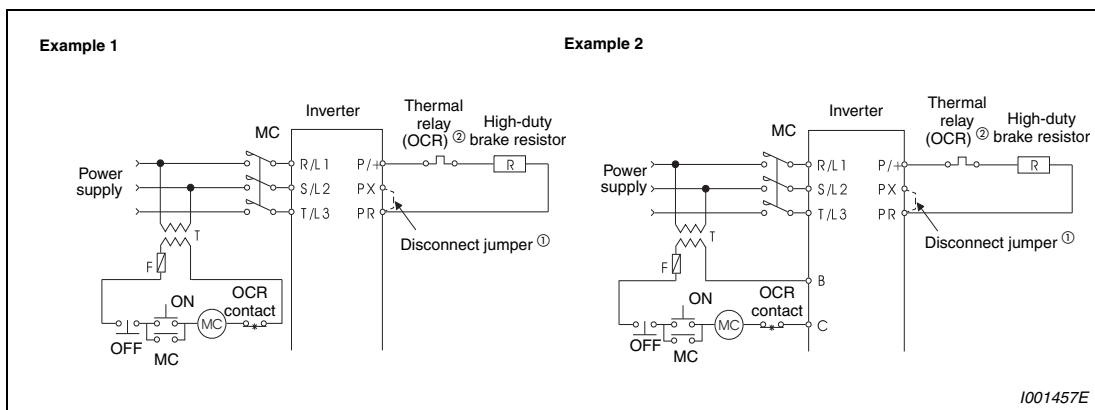 Example 1
Inverter
Thermal
relay
(OCR) ②
High-duty
brake resistor
MC
Power
supply
R/L1
S/L2
T/L3
P/+
PX
PR
R
Disconnect jumper ①
T
F
ON
OCR
contact
MC
OFF
MC
Example 2
Inverter
Thermal
relay
(OCR) ②
High-duty
brake resistor
MC
Power
supply
R/L1
S/L2
T/L3
P/+
PX
PR
R
Disconnect jumper ①
T
F
B
ON
OCR
contact
MC
C
OFF
MC
I001457E